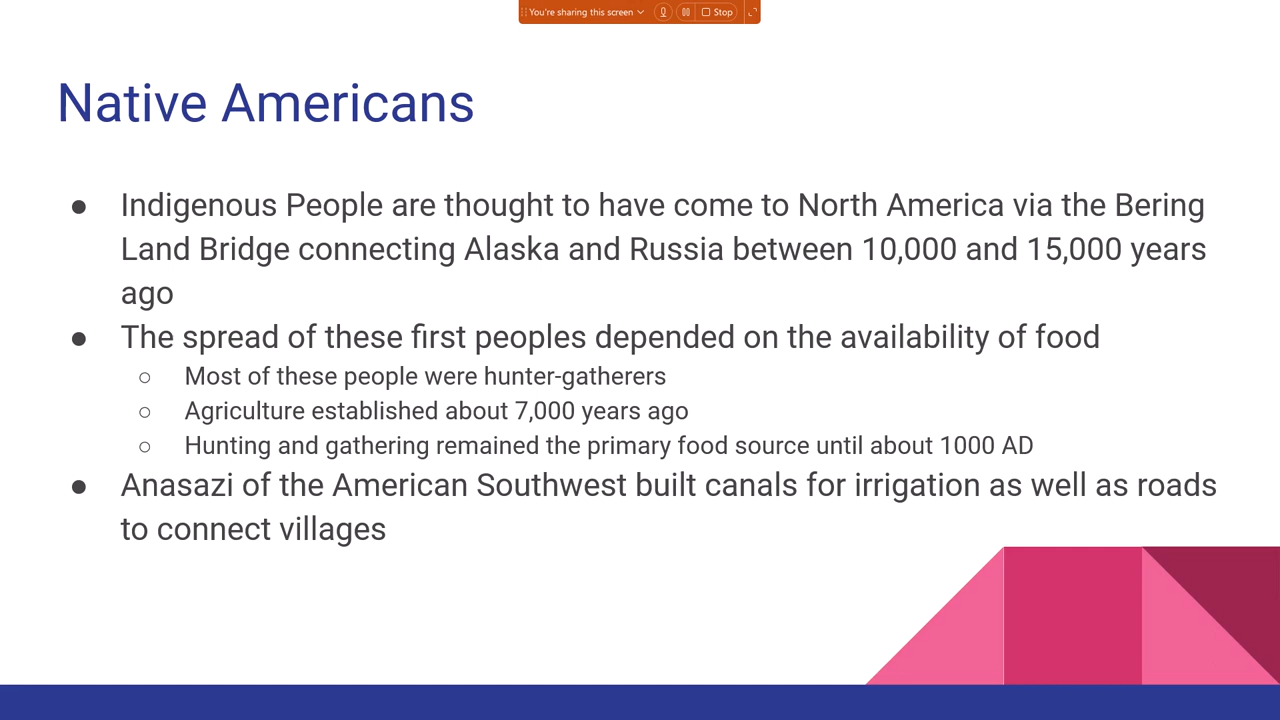 You're sharing this screen
Stop
Native Americans
● Indigenous People are thought to have come to North America via the Bering
Land Bridge connecting Alaska and Russia between 10,000 and 15,000 years
ago
● The spread of these first peoples depended on the availability of food
○ Most of these people were hunter-gatherers
○ Agriculture established about 7,000 years ago
○ Hunting and gathering remained the primary food source until about 1000 AD
● Anasazi of the American Southwest built canals for irrigation as well as roads
to connect villages